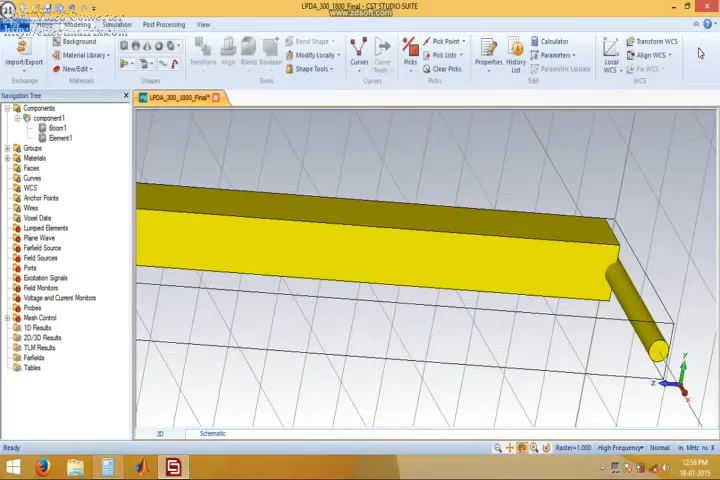 LPDA_300_1800_Final - CST STUDIO SUITE
www.zdsoft.com
Home Modeling Simulation Post Processing View
Import/Export
Exchange
Background
Material Library
New/Edit
Materials
Shapes
Transform
Align
Blend
Boolean
Bend Shape
Modify Locally
Shape Tools
Tools
Curves
Curve Tools
Curves
Picks
Pick Point
Pick Lists
Clear Picks
Picks
Properties
History List
Calculator
Parameters
Parametric Update
Edit
Local WCS
Transform WCS
Align WCS
Fix WCS
WCS
Navigation Tree
LPDA_300_1800_Final*
Components
component1
Boom1
Element1
Groups
Materials
Faces
Curves
WCS
Anchor Points
Wires
Voxel Data
Lumped Elements
Plane Wave
Farfield Source
Field Sources
Ports
Excitation Signals
Field Monitors
Voltage and Current Monitors
Probes
Mesh Control
1D Results
2D/3D Results
TLM Results
Farfields
Tables
y
z
x
3D Schematic
Ready
Raster=1.000 High Frequency Normal in MHz ns K
12:59 PM
18-01-2015